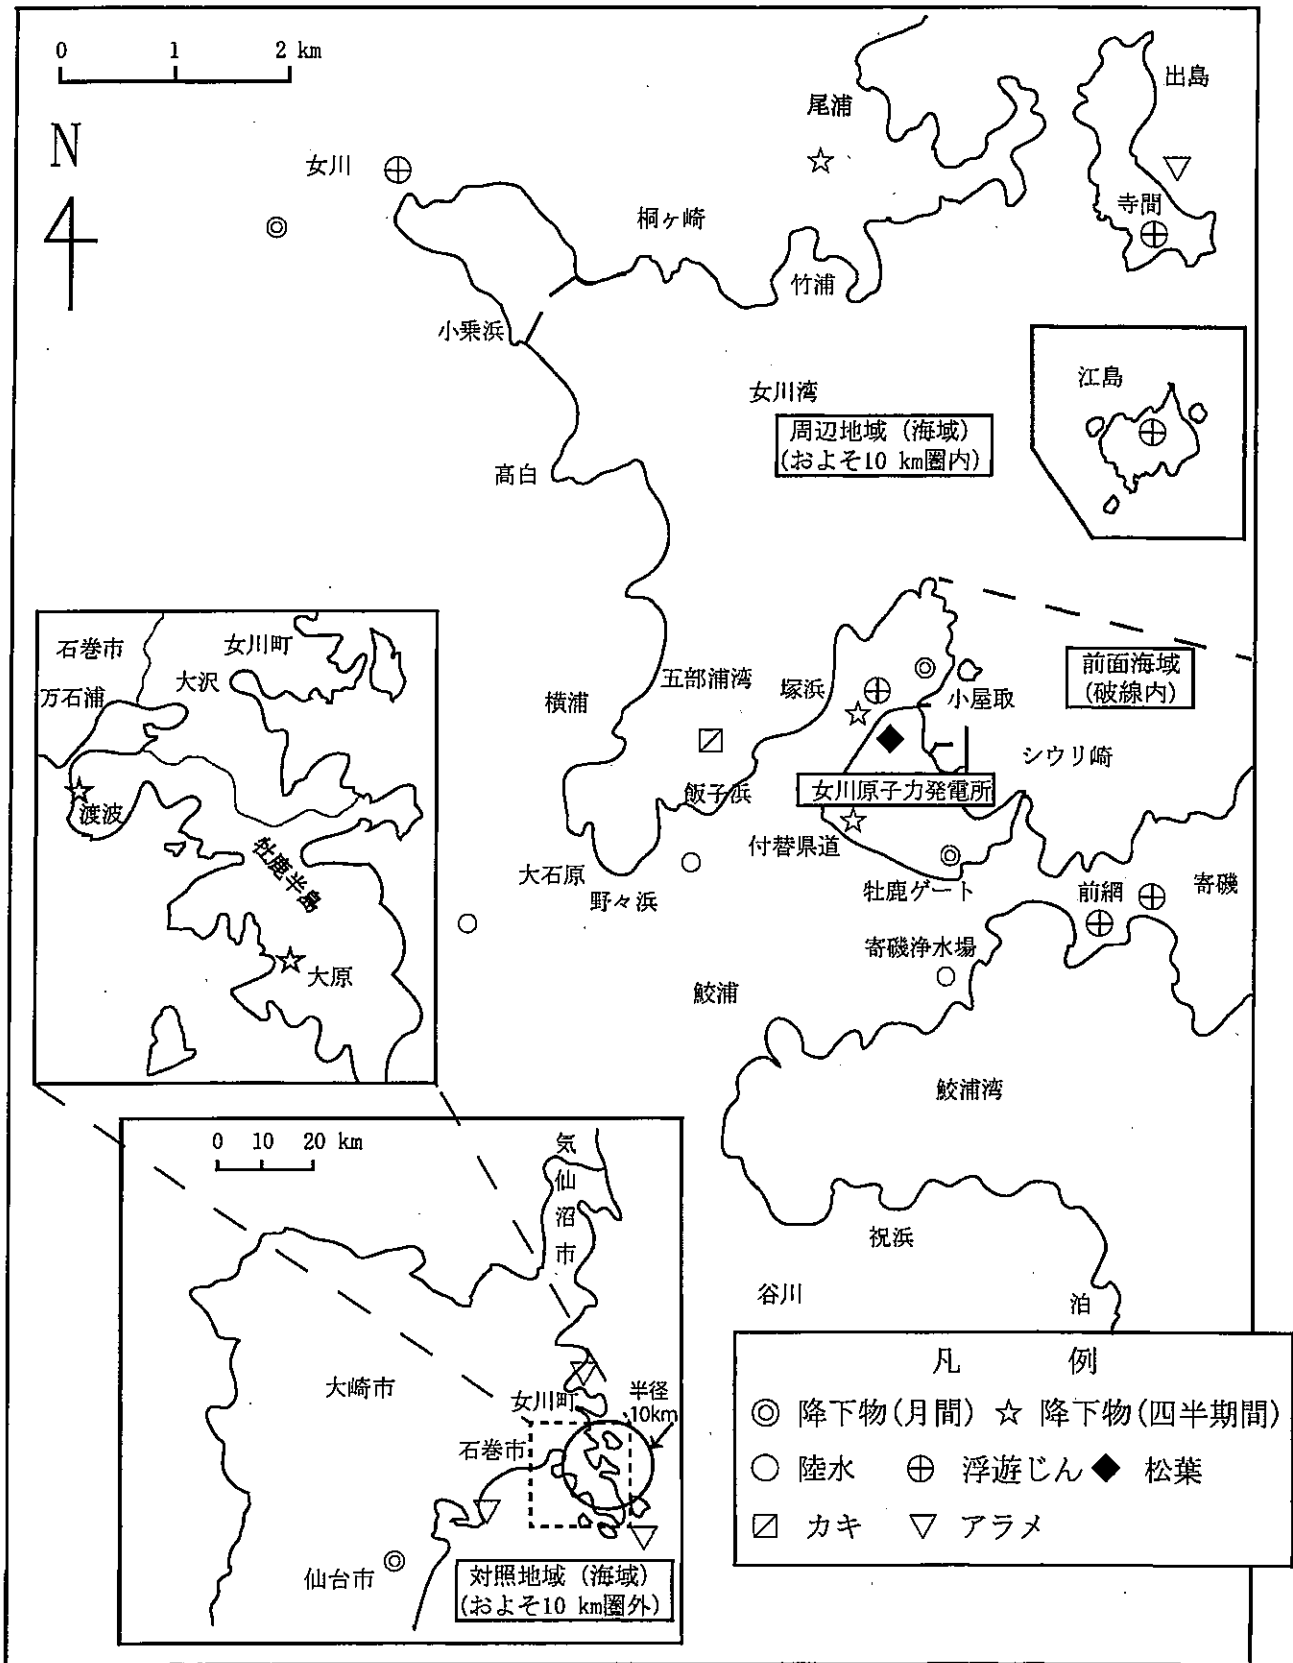 0 1 2 km
N
出島
尾浦
女川
寺間
桐ヶ崎
竹浦
小乗浜
江島
女川湾
周辺地域（海域）
(およそ10 km圏内)
高白
石巻市
女川町
万石浦
大沢
渡波
牡鹿半島
大原
五部浦湾
塚浜
横浦
小屋取
前面海域
(破線内)
シウリ崎
飯子浜
女川原子力発電所
付替県道
大石原
野々浜
牡鹿ゲート
前網
寄磯
寄磯浄水場
鮫浦
鮫浦湾
祝浜
谷川
泊
0 10 20 km
気仙沼市
大崎市
女川町
半径
10km
石巻市
仙台市
対照地域（海域）
(およそ10 km圏外)
凡 例
◎ 降下物(月間) ☆ 降下物(四半期間)
○ 陸水 ⊕ 浮遊じん ◆ 松葉
〼 カキ ▽ アラメ